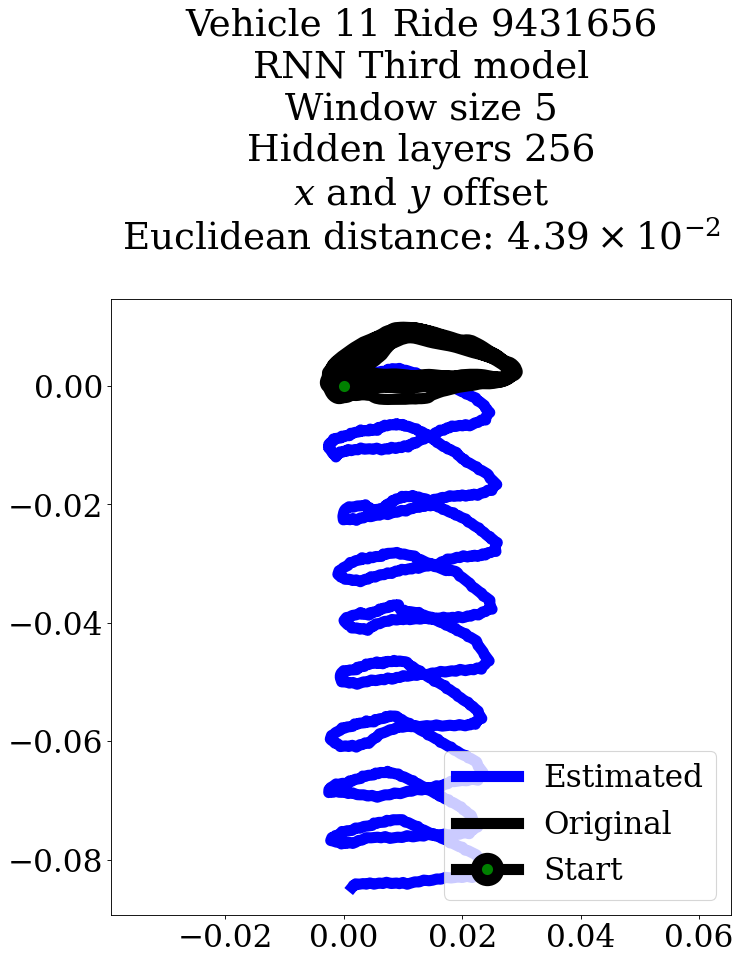 Vehicle 11 Ride 9431656
RNN Third model
Window size 5
Hidden layers 256
x and y offset
Euclidean distance: 4.39 × 10⁻²
0.00
−0.02
−0.04
−0.06
−0.08
Estimated
Original
Start
−0.02 0.00 0.02 0.04 0.06